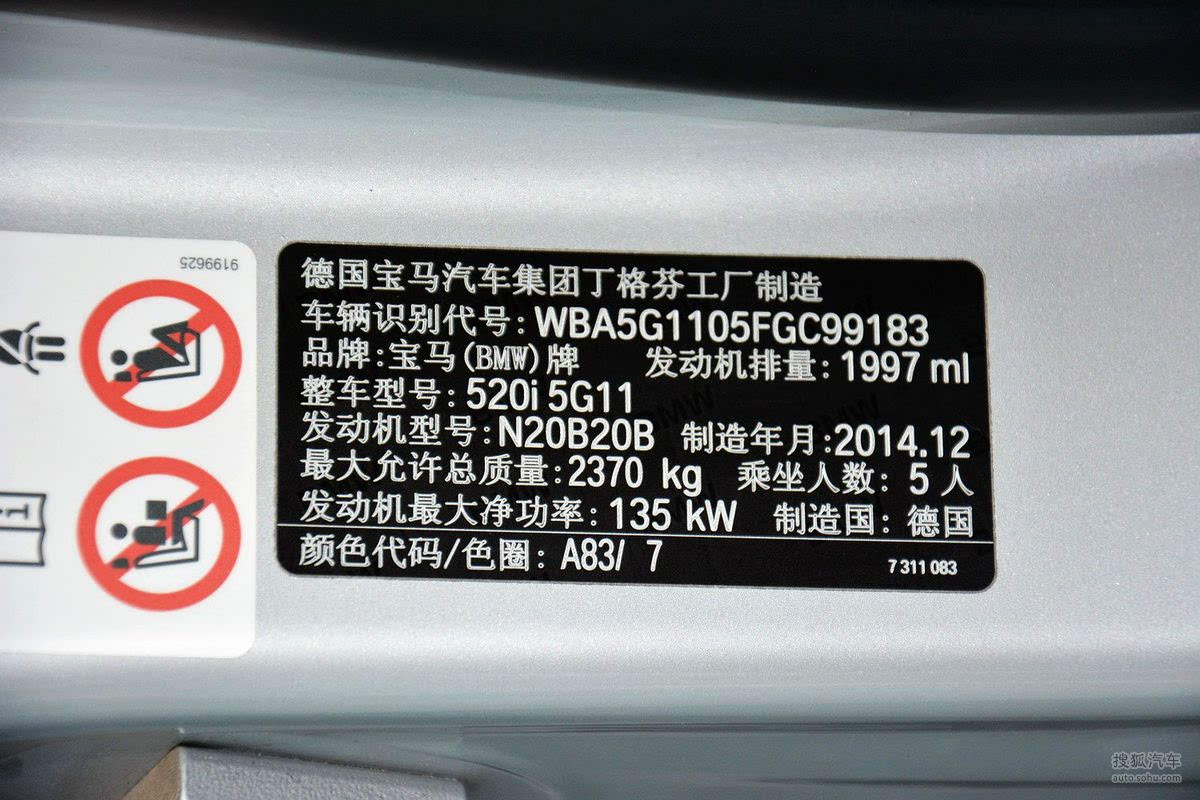 9199625
德国宝马汽车集团丁格芬工厂制造
车辆识别代号:WBA5G1105FGC99183
品牌:宝马(BMW)牌 发动机排量:1997 ml
整车型号:520i 5G11
发动机型号:N20B20B 制造年月:2014.12
最大允许总质量:2370 kg 乘坐人数:5人
发动机最大净功率:135 kW 制造国:德国
颜色代码/色圈:A83/ 7 7 311 083
搜狐汽车
auto.sohu.com